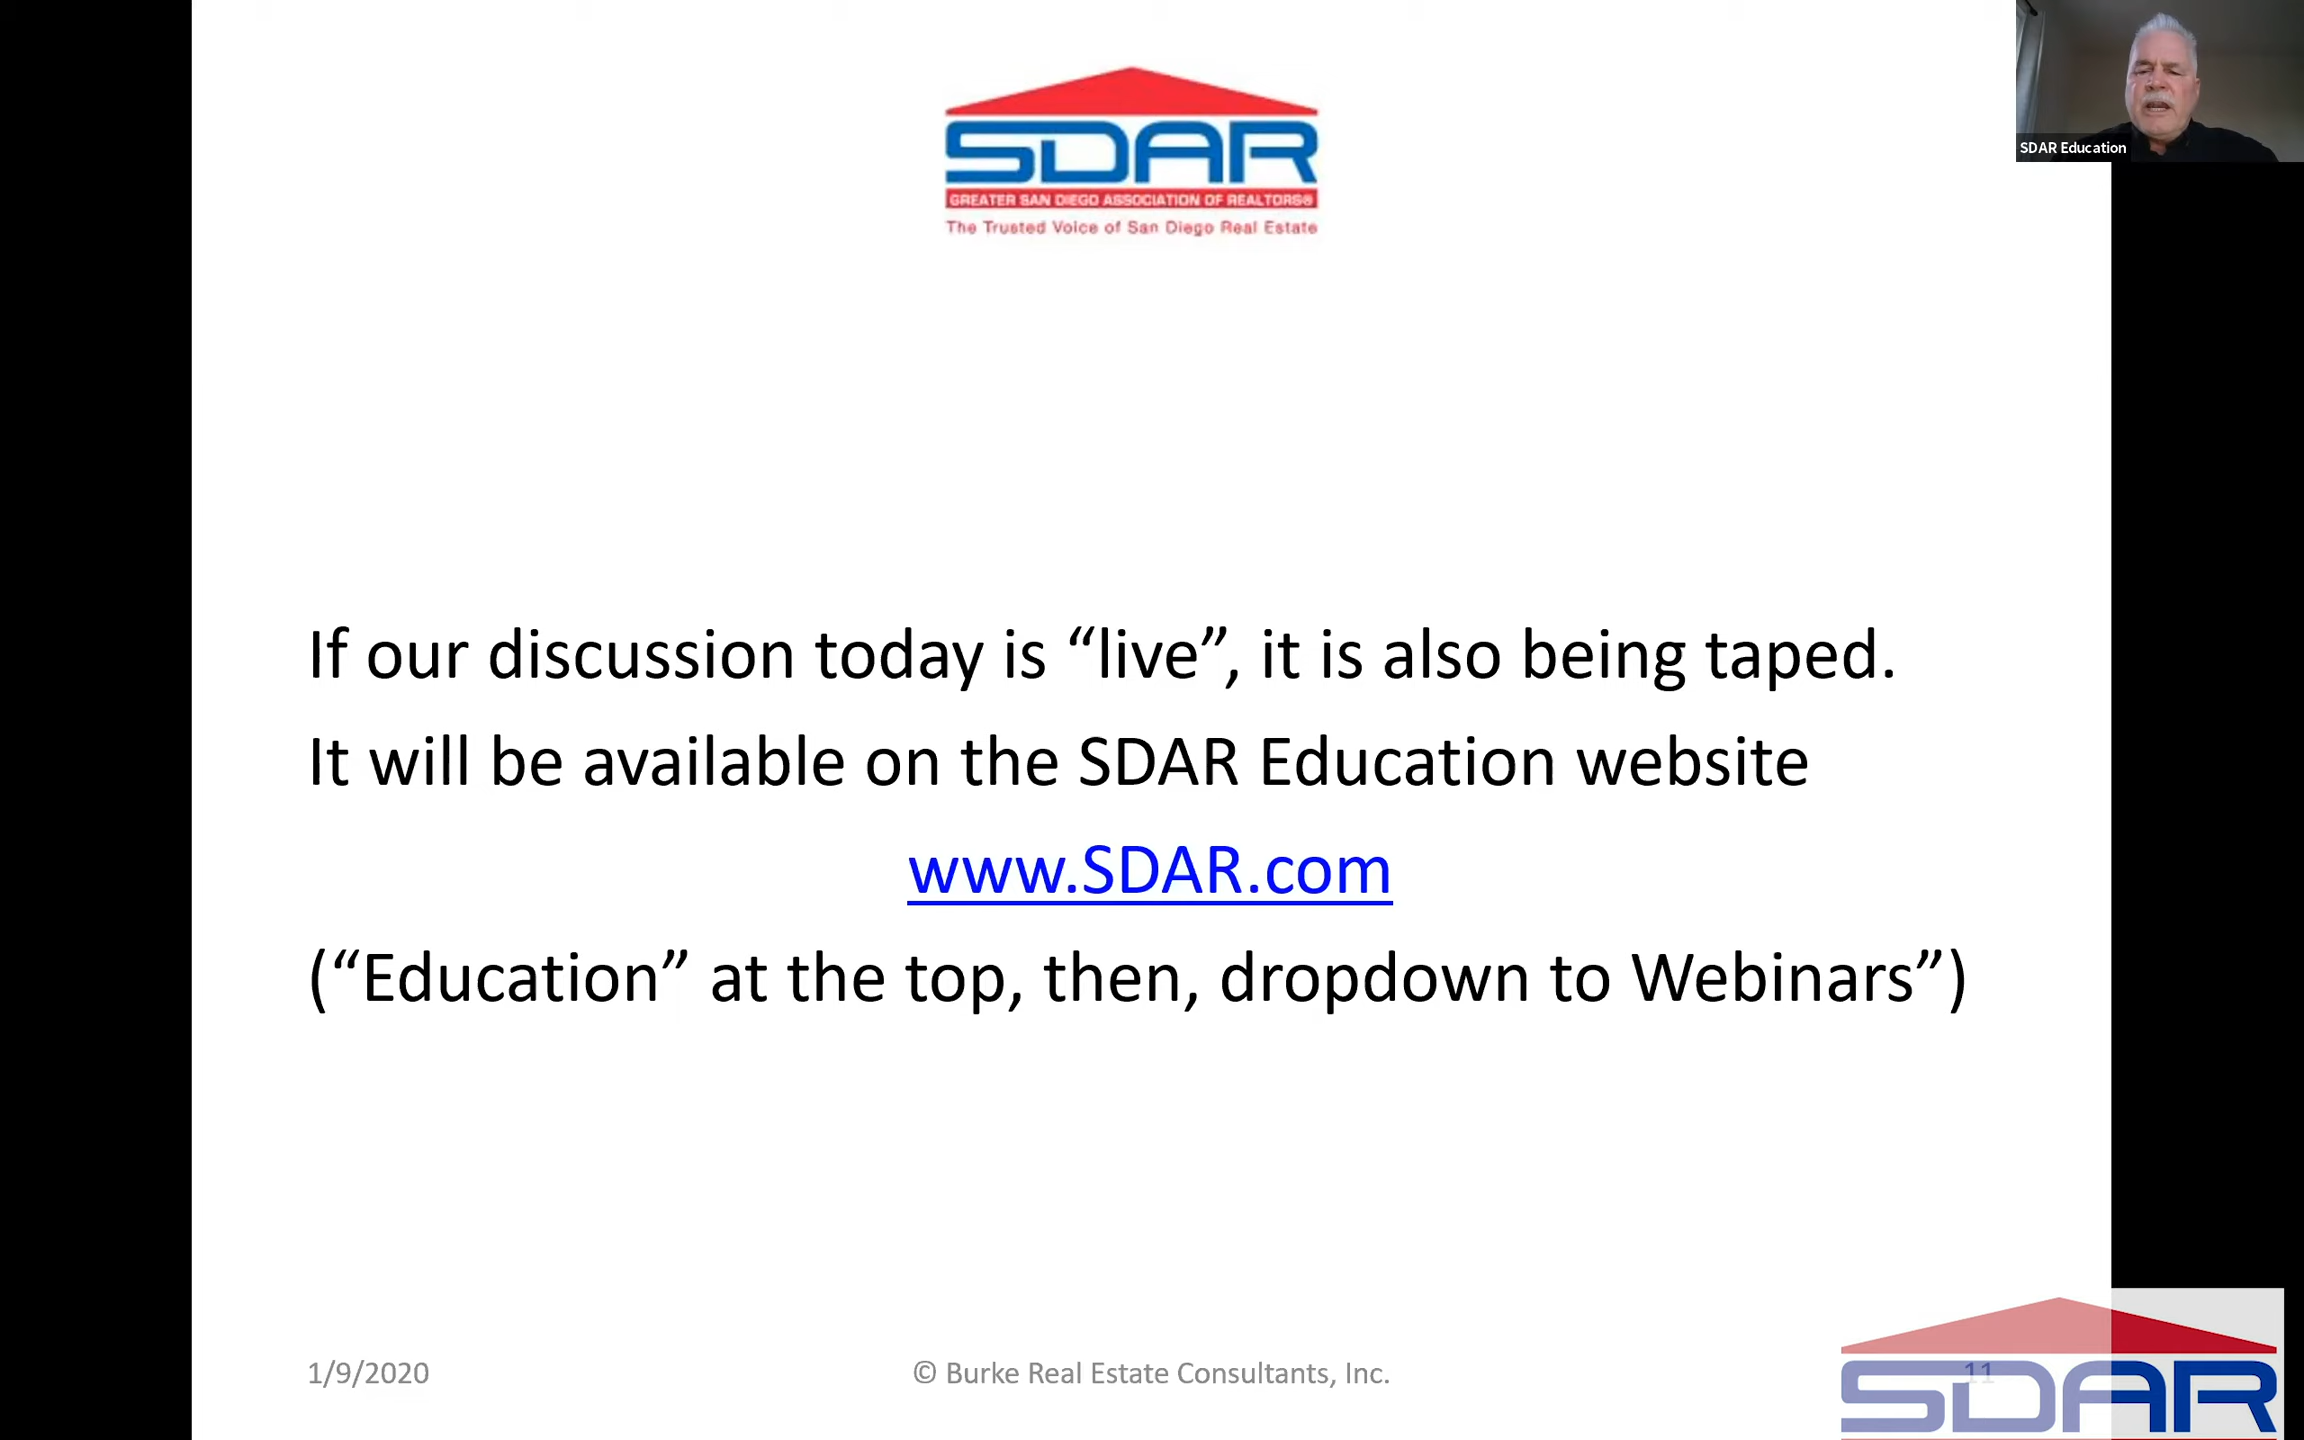 SDAR
GREATER SAN DIEGO ASSOCIATION OF REALTORS®
The Trusted Voice of San Diego Real Estate
SDAR Education
If our discussion today is “live”, it is also being taped.
It will be available on the SDAR Education website
www.SDAR.com
(“Education” at the top, then, dropdown to Webinars”)
1/9/2020
© Burke Real Estate Consultants, Inc.
11
SDAR